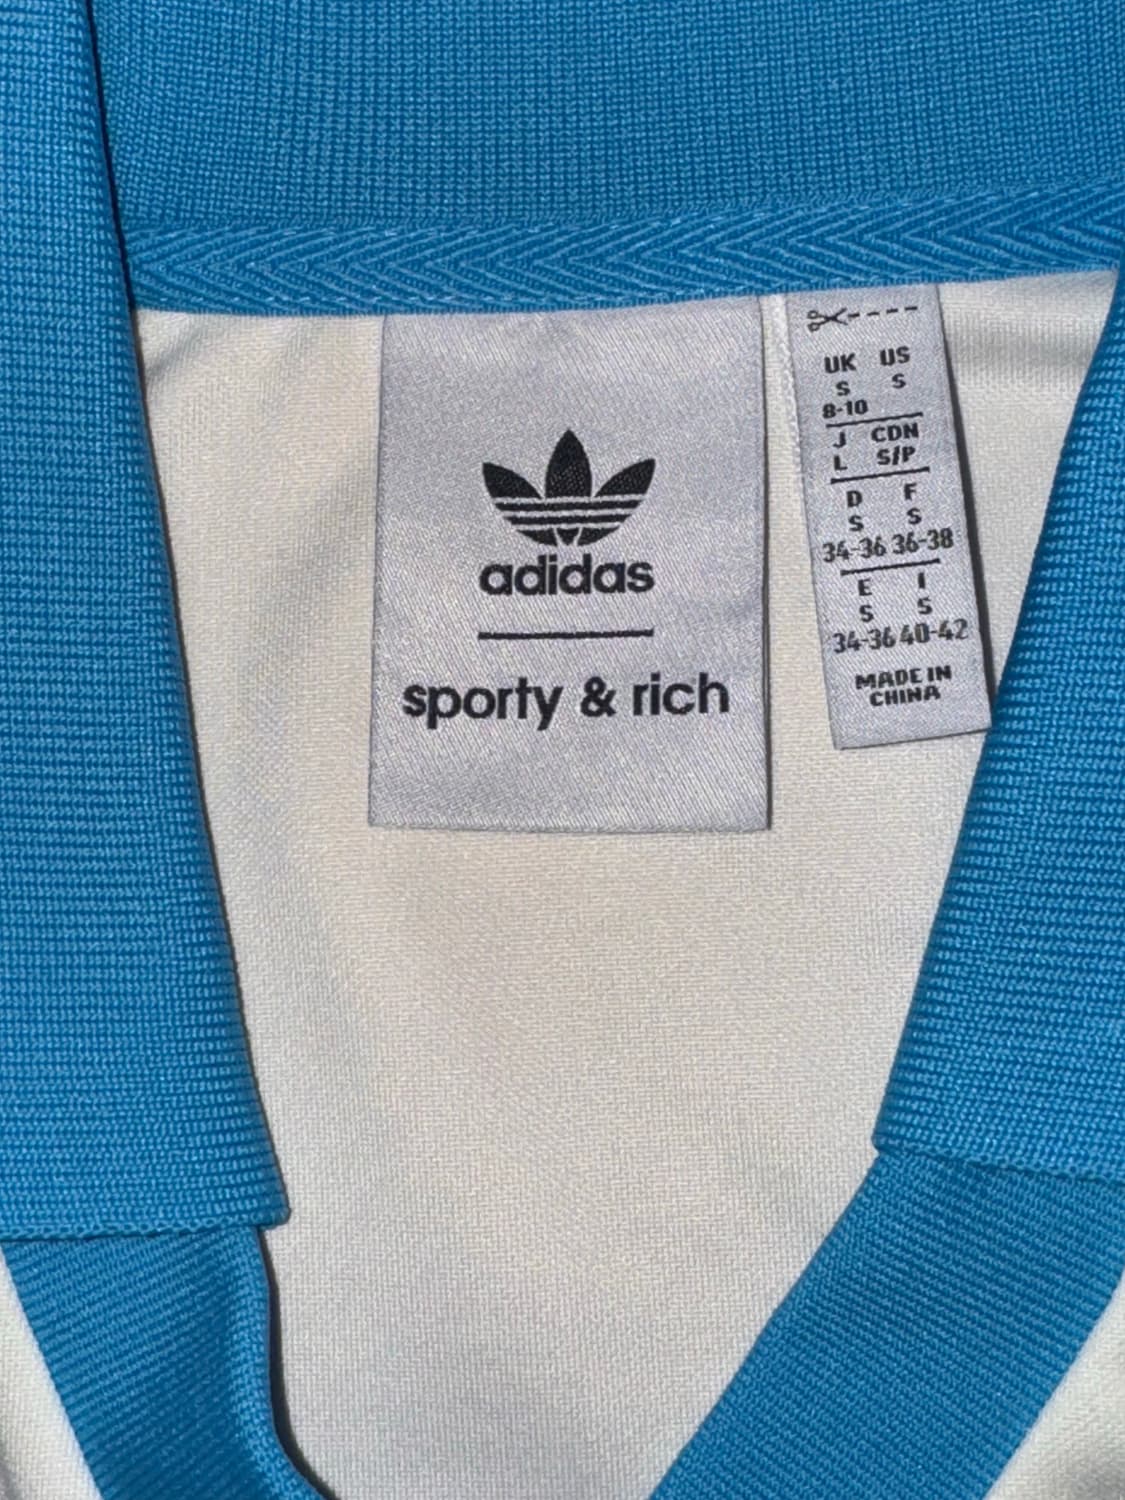 adidas
sporty & rich
UK US
S S
8-10
J CDN
L S/P
D F
S S
34-36 36-38
E I
S S
34-36 40-42
MADE IN
CHINA